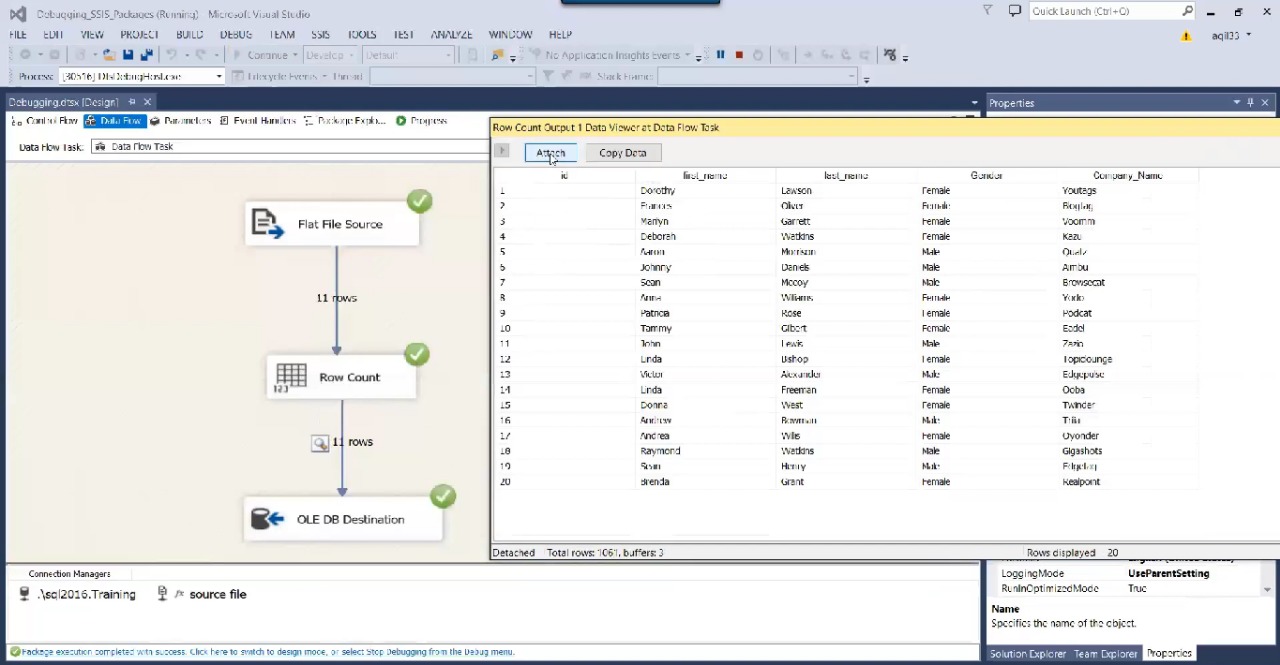 Debugging_SSIS_Packages (Running) - Microsoft Visual Studio
Quick Launch (Ctrl+Q)
FILE EDIT VIEW PROJECT BUILD DEBUG TEAM SSIS TOOLS TEST ANALYZE WINDOW HELP
aqil33
Continue Develop Default No Application Insights Events
Process: [30516] DtsDebugHost.exe Lifecycle Events Thread: Stack Frame:
Debugging.dtsx [Design]
Properties
Control Flow Data Flow Parameters Event Handlers Package Explo... Progress
Data Flow Task: Data Flow Task
Row Count Output 1 Data Viewer at Data Flow Task
Attach Copy Data
id first_name last_name Gender Company_Name
1 Dorothy Lawson Female Youtags
2 Frances Oliver Female Blogtag
3 Marilyn Garrett Female Voomm
4 Deborah Watkins Female Kazu
5 Aaron Morrison Male Quatz
6 Johnny Daniels Male Aimbu
7 Sean Mccoy Male Browsecat
8 Anna Williams Female Yodo
9 Patricia Rose Female Podcat
10 Tammy Gilbert Female Eadel
11 John Lewis Male Zazio
12 Linda Bishop Female Topiclounge
13 Victor Alexander Male Edgepulse
14 Linda Freeman Female Ooba
15 Donna West Female Twinder
16 Andrew Bowman Male
17 Andrea Willis Female Oyonder
18 Raymond Watkins Male Gigashots
19 Sean Henry Male Edgetag
20 Brenda Grant Female Realpoint
Detached Total rows: 1061, buffers: 3 Rows displayed 20
Flat File Source
11 rows
Row Count
123
11 rows
OLE DB Destination
Connection Managers
.\sql2016.Training fx source file
LoggingMode UseParentSetting
RunInOptimizedMode True
Name
Specifies the name of the object.
Package execution completed with success. Click here to switch to design mode, or select Stop Debugging from the Debug menu.
Solution Explorer Team Explorer Properties